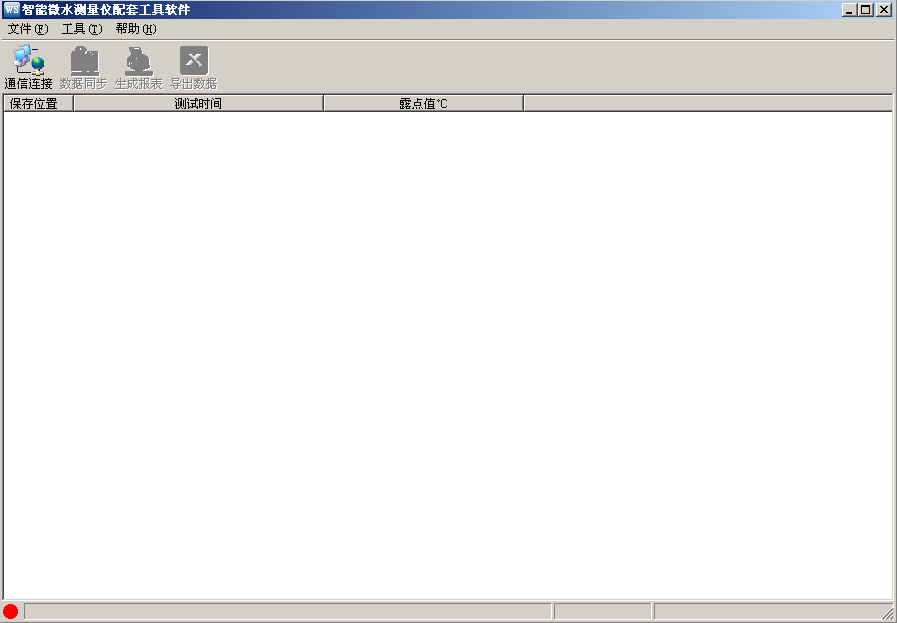 WS 智能微水测量仪配套工具软件
文件(F) 工具(T) 帮助(H)
通信连接 数据同步 生成报表 导出数据
保存位置 测试时间 露点值℃